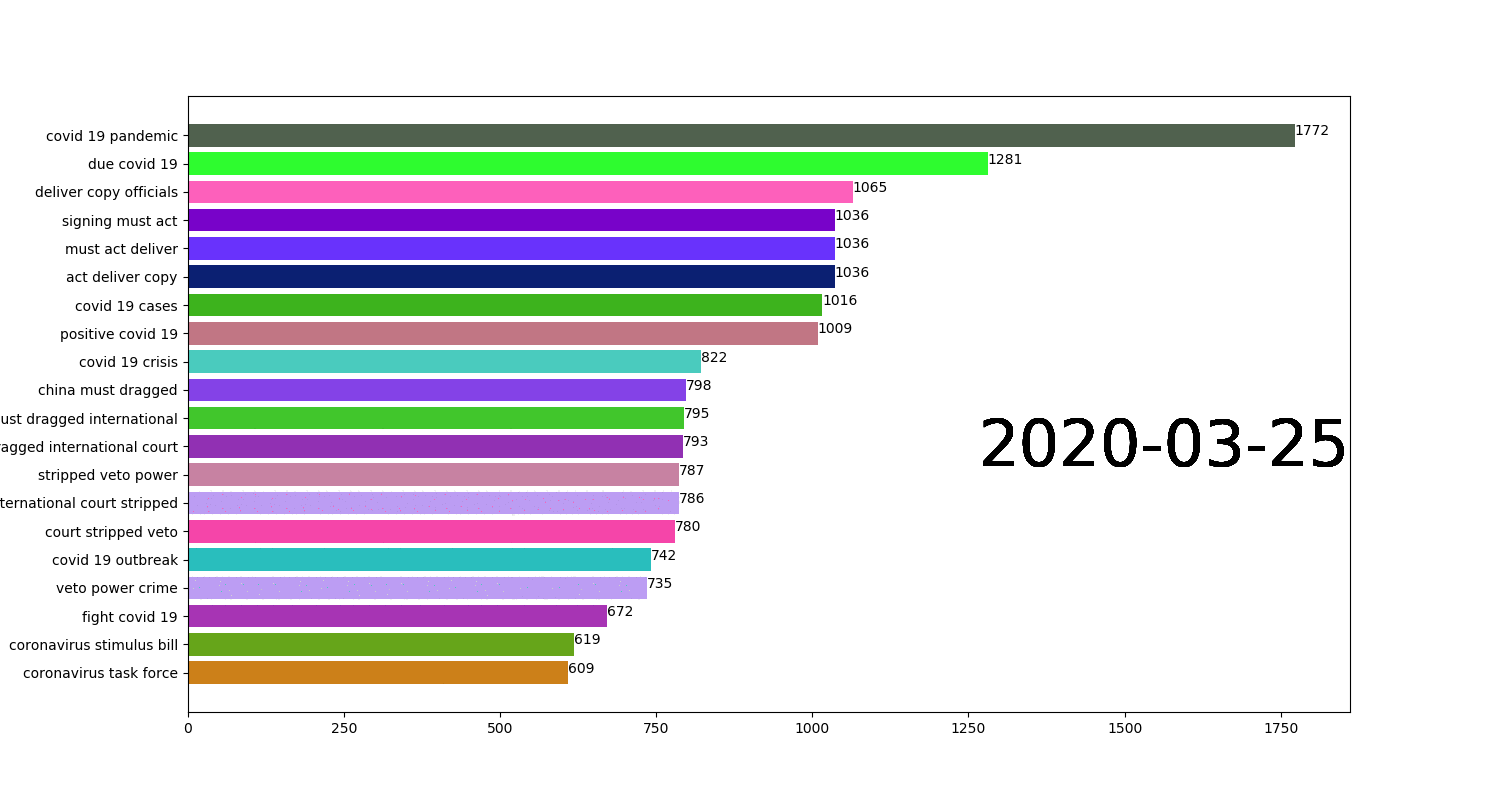 covid 19 pandemic 1772
due covid 19 1281
deliver copy officials 1065
signing must act 1036
must act deliver 1036
act deliver copy 1036
covid 19 cases 1016
positive covid 19 1009
covid 19 crisis 822
china must dragged 798
ust dragged international 795
ragged international court 793
stripped veto power 787
ternational court stripped 786
court stripped veto 780
covid 19 outbreak 742
veto power crime 735
fight covid 19 672
coronavirus stimulus bill 619
coronavirus task force 609
2020-03-25
0 250 500 750 1000 1250 1500 1750